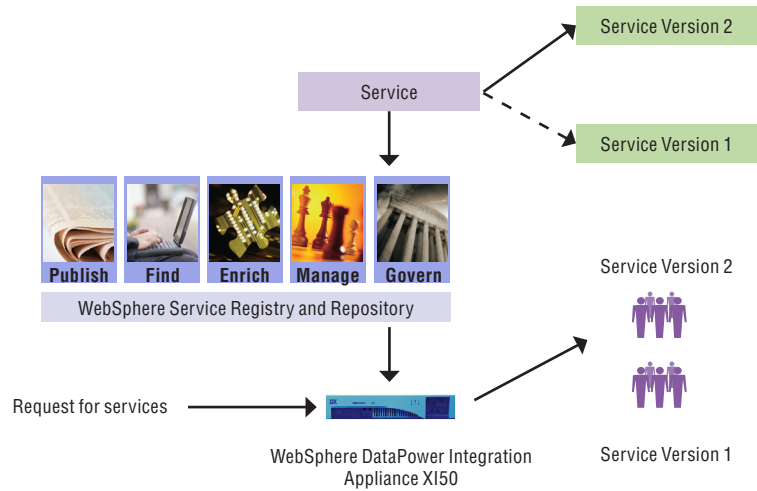 Service Version 2
Service
Service Version 1
Publish
Find
Enrich
Manage
Govern
WebSphere Service Registry and Repository
Service Version 2
Request for services
WebSphere DataPower Integration
Appliance XI50
Service Version 1